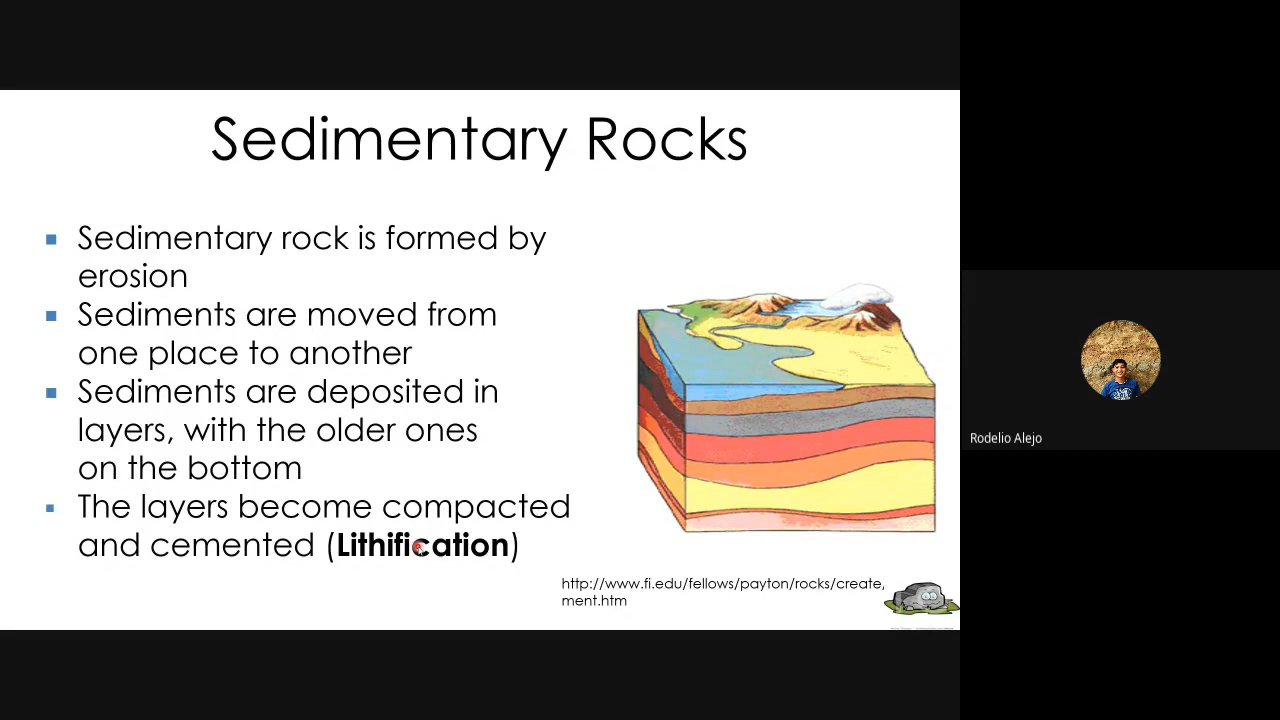 Sedimentary Rocks
Sedimentary rock is formed by
erosion
Sediments are moved from
one place to another
Sediments are deposited in
layers, with the older ones
on the bottom
The layers become compacted
and cemented (Lithification)
http://www.fi.edu/fellows/payton/rocks/create/
ment.htm
Rodelio Alejo